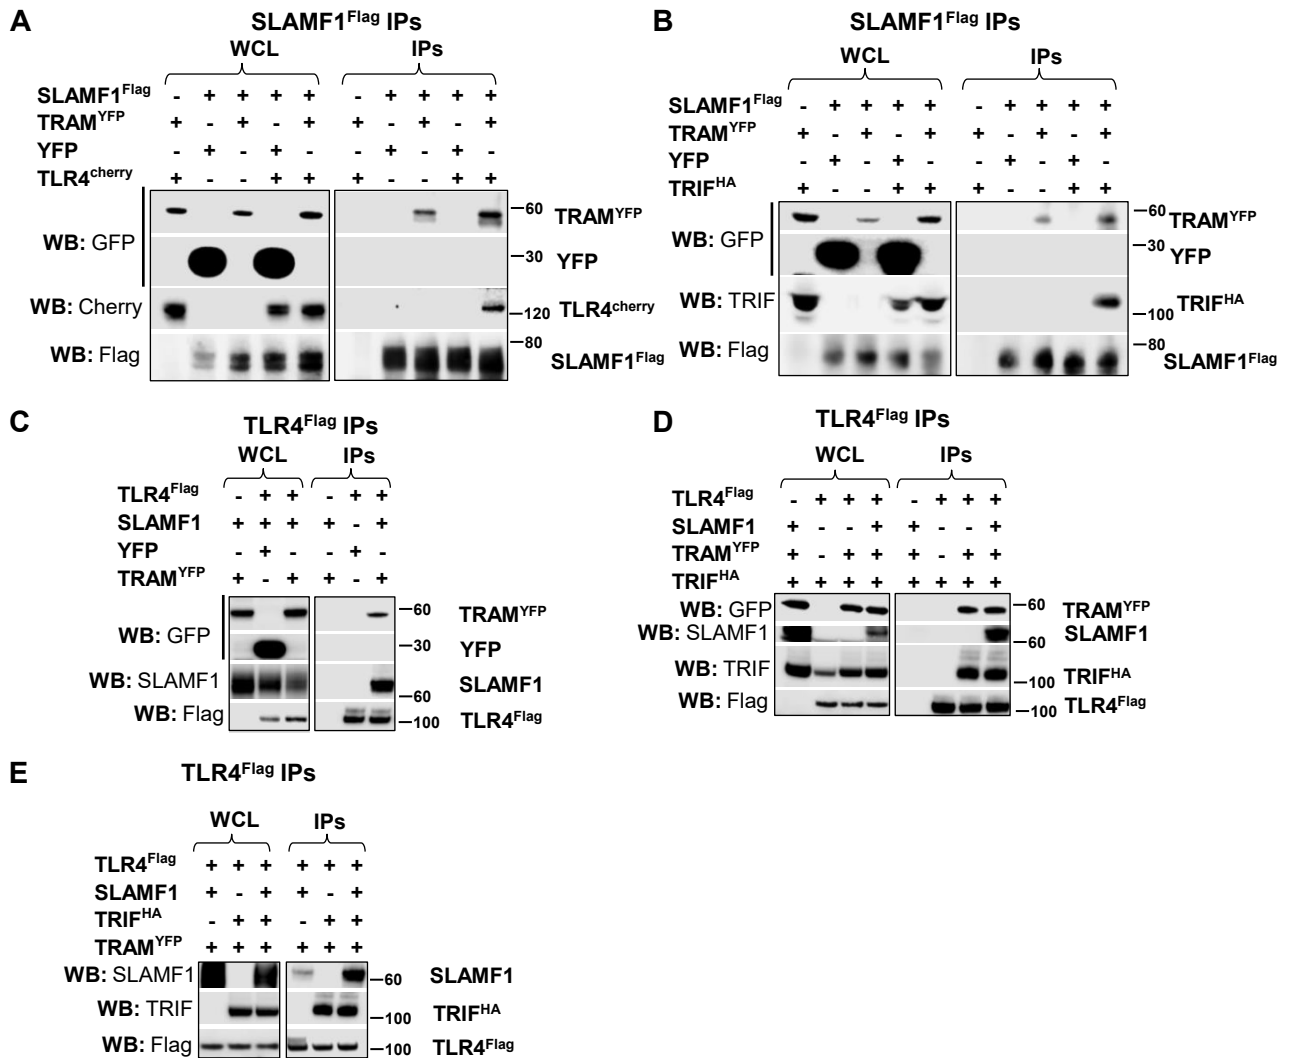 A
SLAMF1Flag IPs
WCL IPs
SLAMF1Flag - + + + + - + + + +
TRAMYFP + - + - + + - + - +
YFP - + - + - - + - + -
TLR4cherry + - - + + + - - + +
WB: GFP
60 TRAMYFP
30 YFP
WB: Cherry 120 TLR4cherry
80
WB: Flag SLAMF1Flag
B
SLAMF1Flag IPs
WCL IPs
SLAMF1Flag - + + + + - + + + +
TRAMYFP + - + - + + - + - +
YFP - + - + - - + - + -
TRIFHA + - - + + + - - + +
WB: GFP
60 TRAMYFP
30 YFP
WB: TRIF 100 TRIFHA
80
WB: Flag SLAMF1Flag
C
TLR4Flag IPs
WCL IPs
TLR4Flag - + + - + +
SLAMF1 + + + + - +
YFP - + - - + -
TRAMYFP + - + + - +
WB: GFP
60 TRAMYFP
30 YFP
WB: SLAMF1 60 SLAMF1
WB: Flag 100 TLR4Flag
D
TLR4Flag IPs
WCL IPs
TLR4Flag - + + + - + + +
SLAMF1 + - - + + - - +
TRAMYFP + - + + + - + +
TRIFHA + + + + + + + +
WB: GFP 60 TRAMYFP
WB: SLAMF1 60 SLAMF1
WB: TRIF 100 TRIFHA
WB: Flag 100 TLR4Flag
E
TLR4Flag IPs
WCL IPs
TLR4Flag + + + + + +
SLAMF1 + - + + - +
TRIFHA - + + - + +
TRAMYFP + + + + + +
WB: SLAMF1 60 SLAMF1
WB: TRIF 100 TRIFHA
WB: Flag 100 TLR4Flag